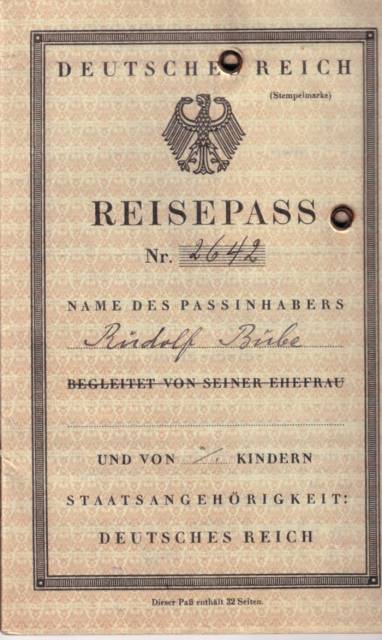 DEUTSCHES REICH
(Stempelmarke)
REISEPASS
Nr. 2642
NAME DES PASSINHABERS
Rudolf Bube
BEGLEITET VON SEINER EHEFRAU
UND VON ./. KINDERN
STAATSANGEHÖRIGKEIT:
DEUTSCHES REICH
Dieser Paß enthält 32 Seiten.